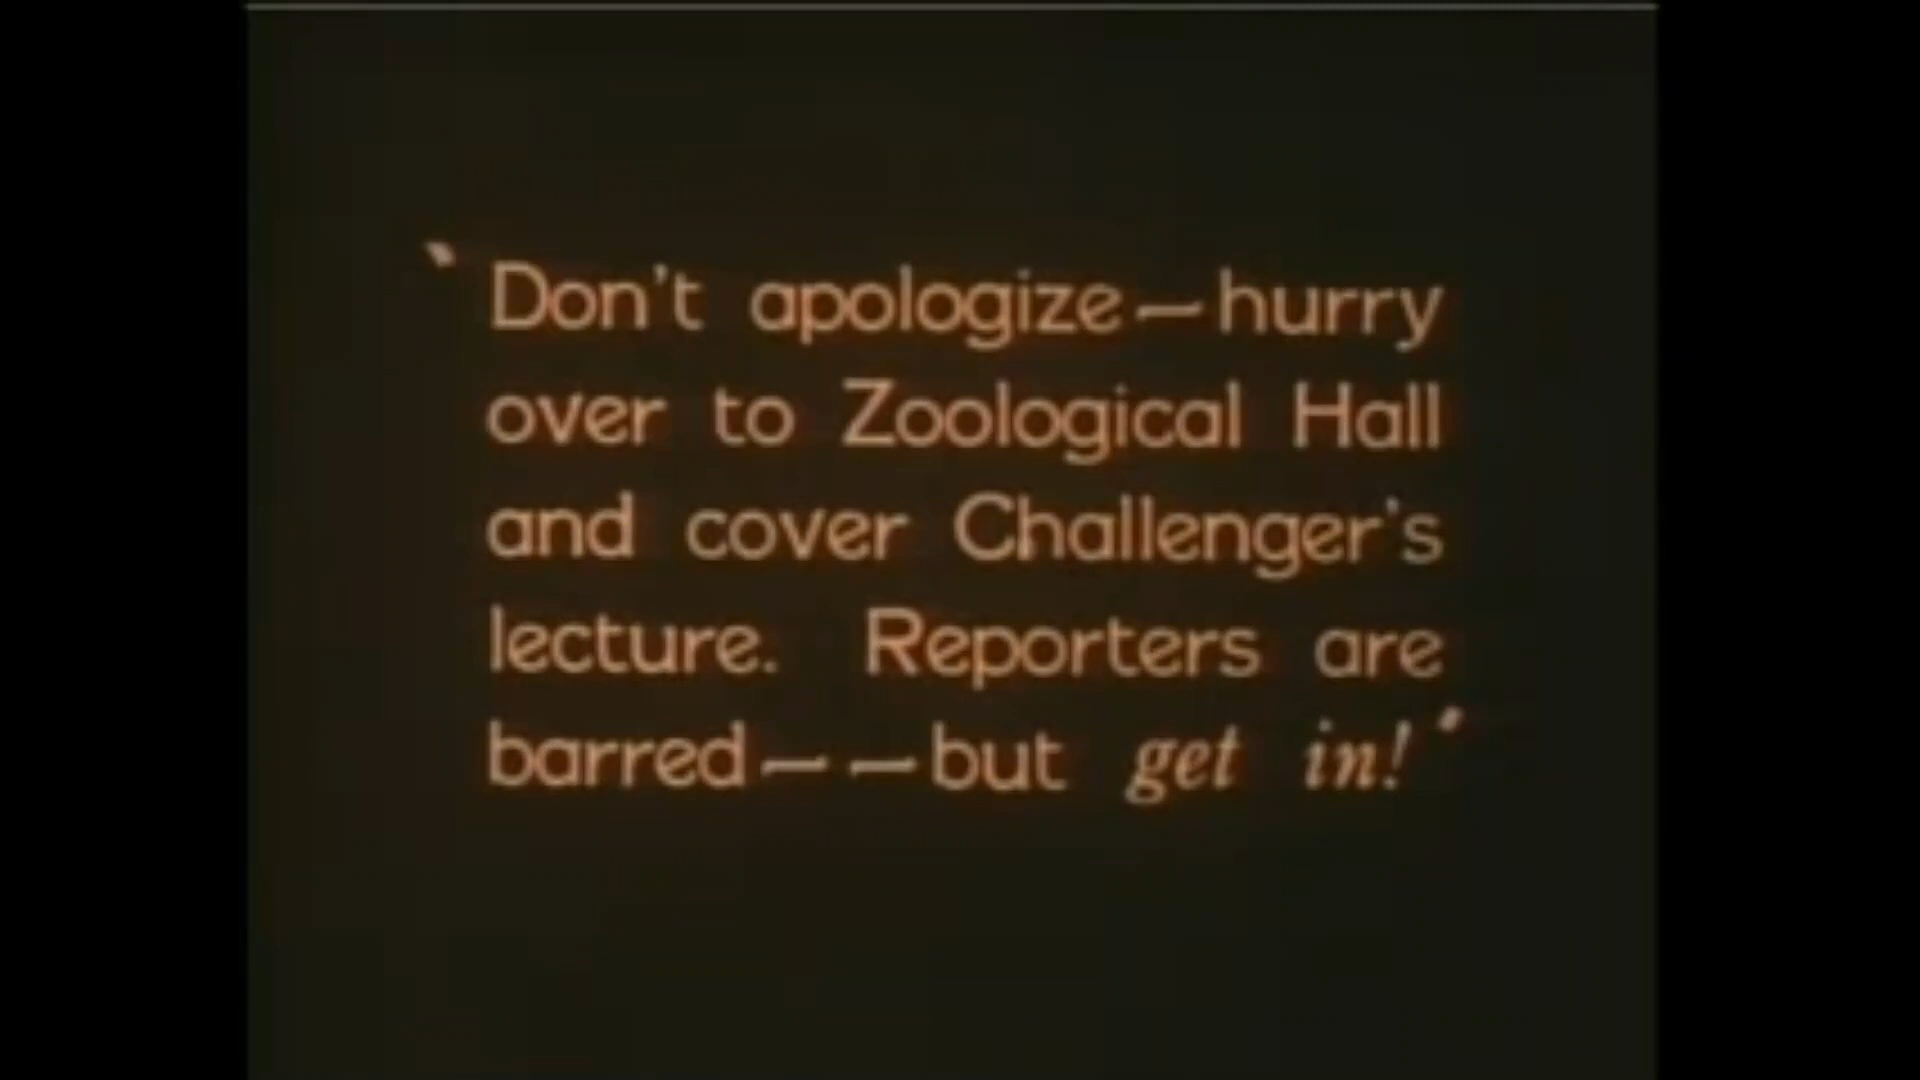 ‘Don't apologize—hurry
over to Zoological Hall
and cover Challenger's
lecture. Reporters are
barred——but get in!’